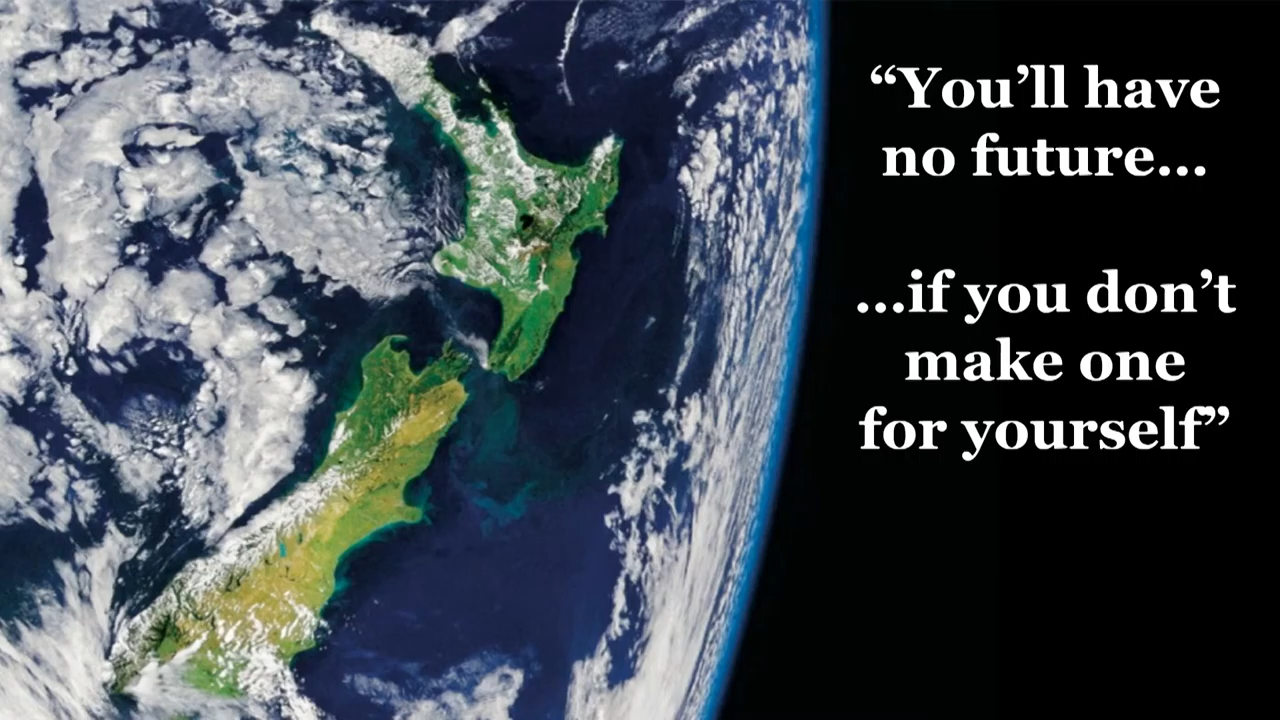 “You’ll have
no future...
...if you don’t
make one
for yourself”